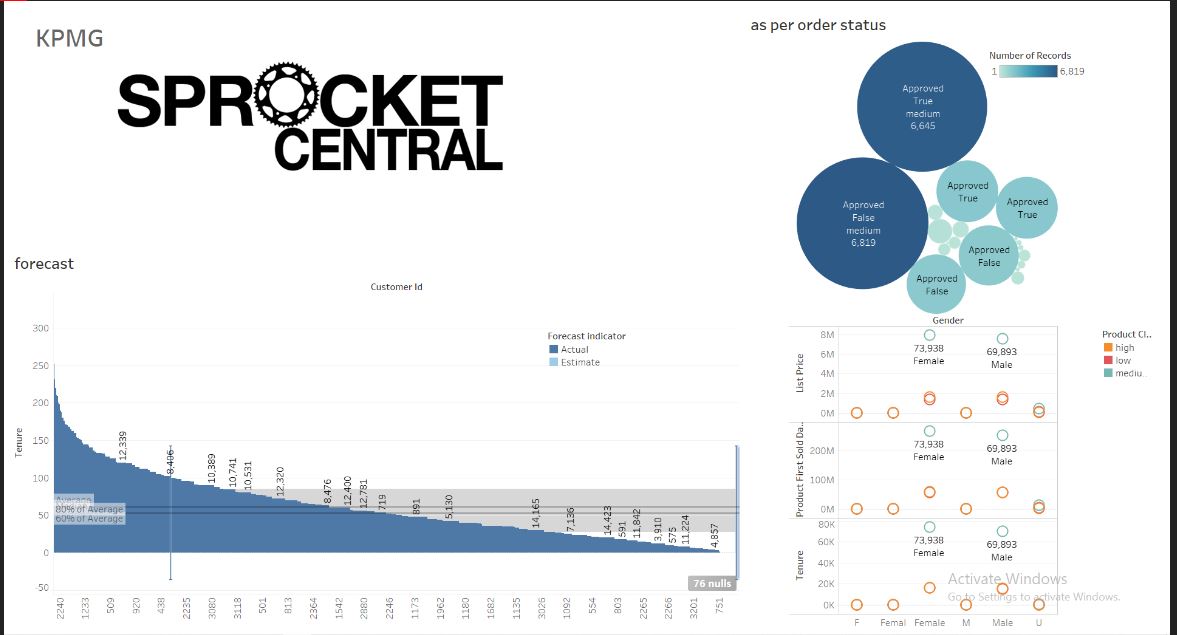 KPMG
SPROCKET
CENTRAL
as per order status
Number of Records
1
6,819
Approved
True
medium
6,645
Approved
False
medium
6,819
Approved
True
Approved
True
Approved
False
Approved
False
forecast
Customer Id
Forecast indicator
Actual
Estimate
Tenure
300
250
200
150
100
50
0
-50
12,339
8,406
10,389
10,741
10,531
12,320
8,476
12,400
12,781
719
891
5,130
14,165
7,136
14,423
591
11,842
3,910
575
11,224
4,857
Average
80% of Average
60% of Average
76 nulls
2240
1233
509
920
438
2235
3080
3118
501
813
2364
1542
2880
2246
1173
1962
1180
1682
1135
3026
1092
554
803
2265
2266
3201
751
Gender
Product Cl..
high
low
mediu..
List Price
8M
6M
4M
2M
0M
73,938
Female
69,893
Male
Product First Sold Da..
200M
100M
0M
73,938
Female
69,893
Male
Tenure
80K
60K
40K
20K
0K
73,938
Female
69,893
Male
F
Femal
Female
M
Male
U
Activate Windows
Go to Settings to activate Windows.